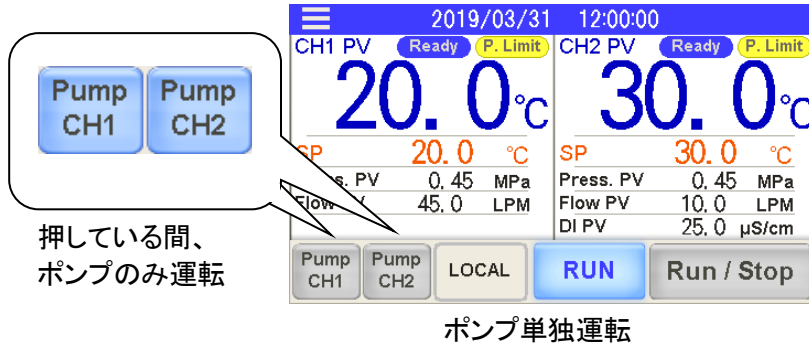 2019/03/31 12:00:00
CH1 PV Ready P. Limit
20.0℃
SP 20.0 ℃
Press. PV 0.45 MPa
Flow PV 45.0 LPM
CH2 PV Ready P. Limit
30.0℃
SP 30.0 ℃
Press. PV 0.45 MPa
Flow PV 10.0 LPM
DI PV 25.0 µS/cm
Pump CH1
Pump CH2
押している間、
ポンプのみ運転
Pump CH1
Pump CH2
LOCAL
RUN
Run / Stop
ポンプ単独運転